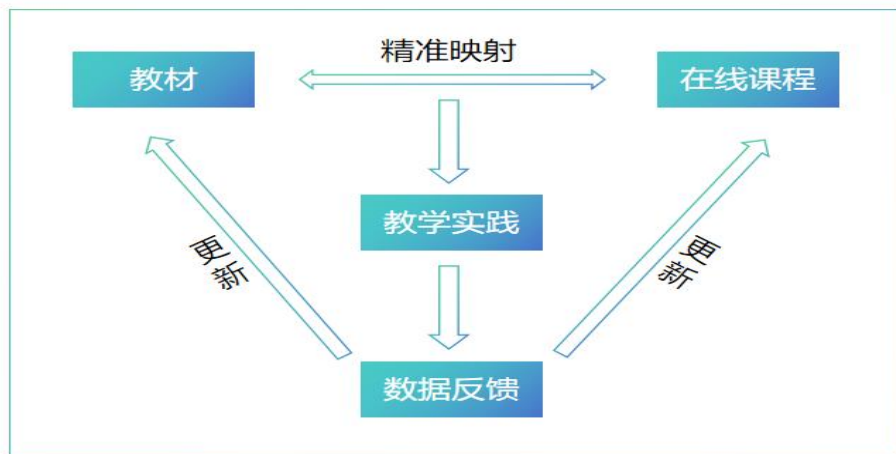 精准映射
教材
在线课程
教学实践
更新
更新
数据反馈